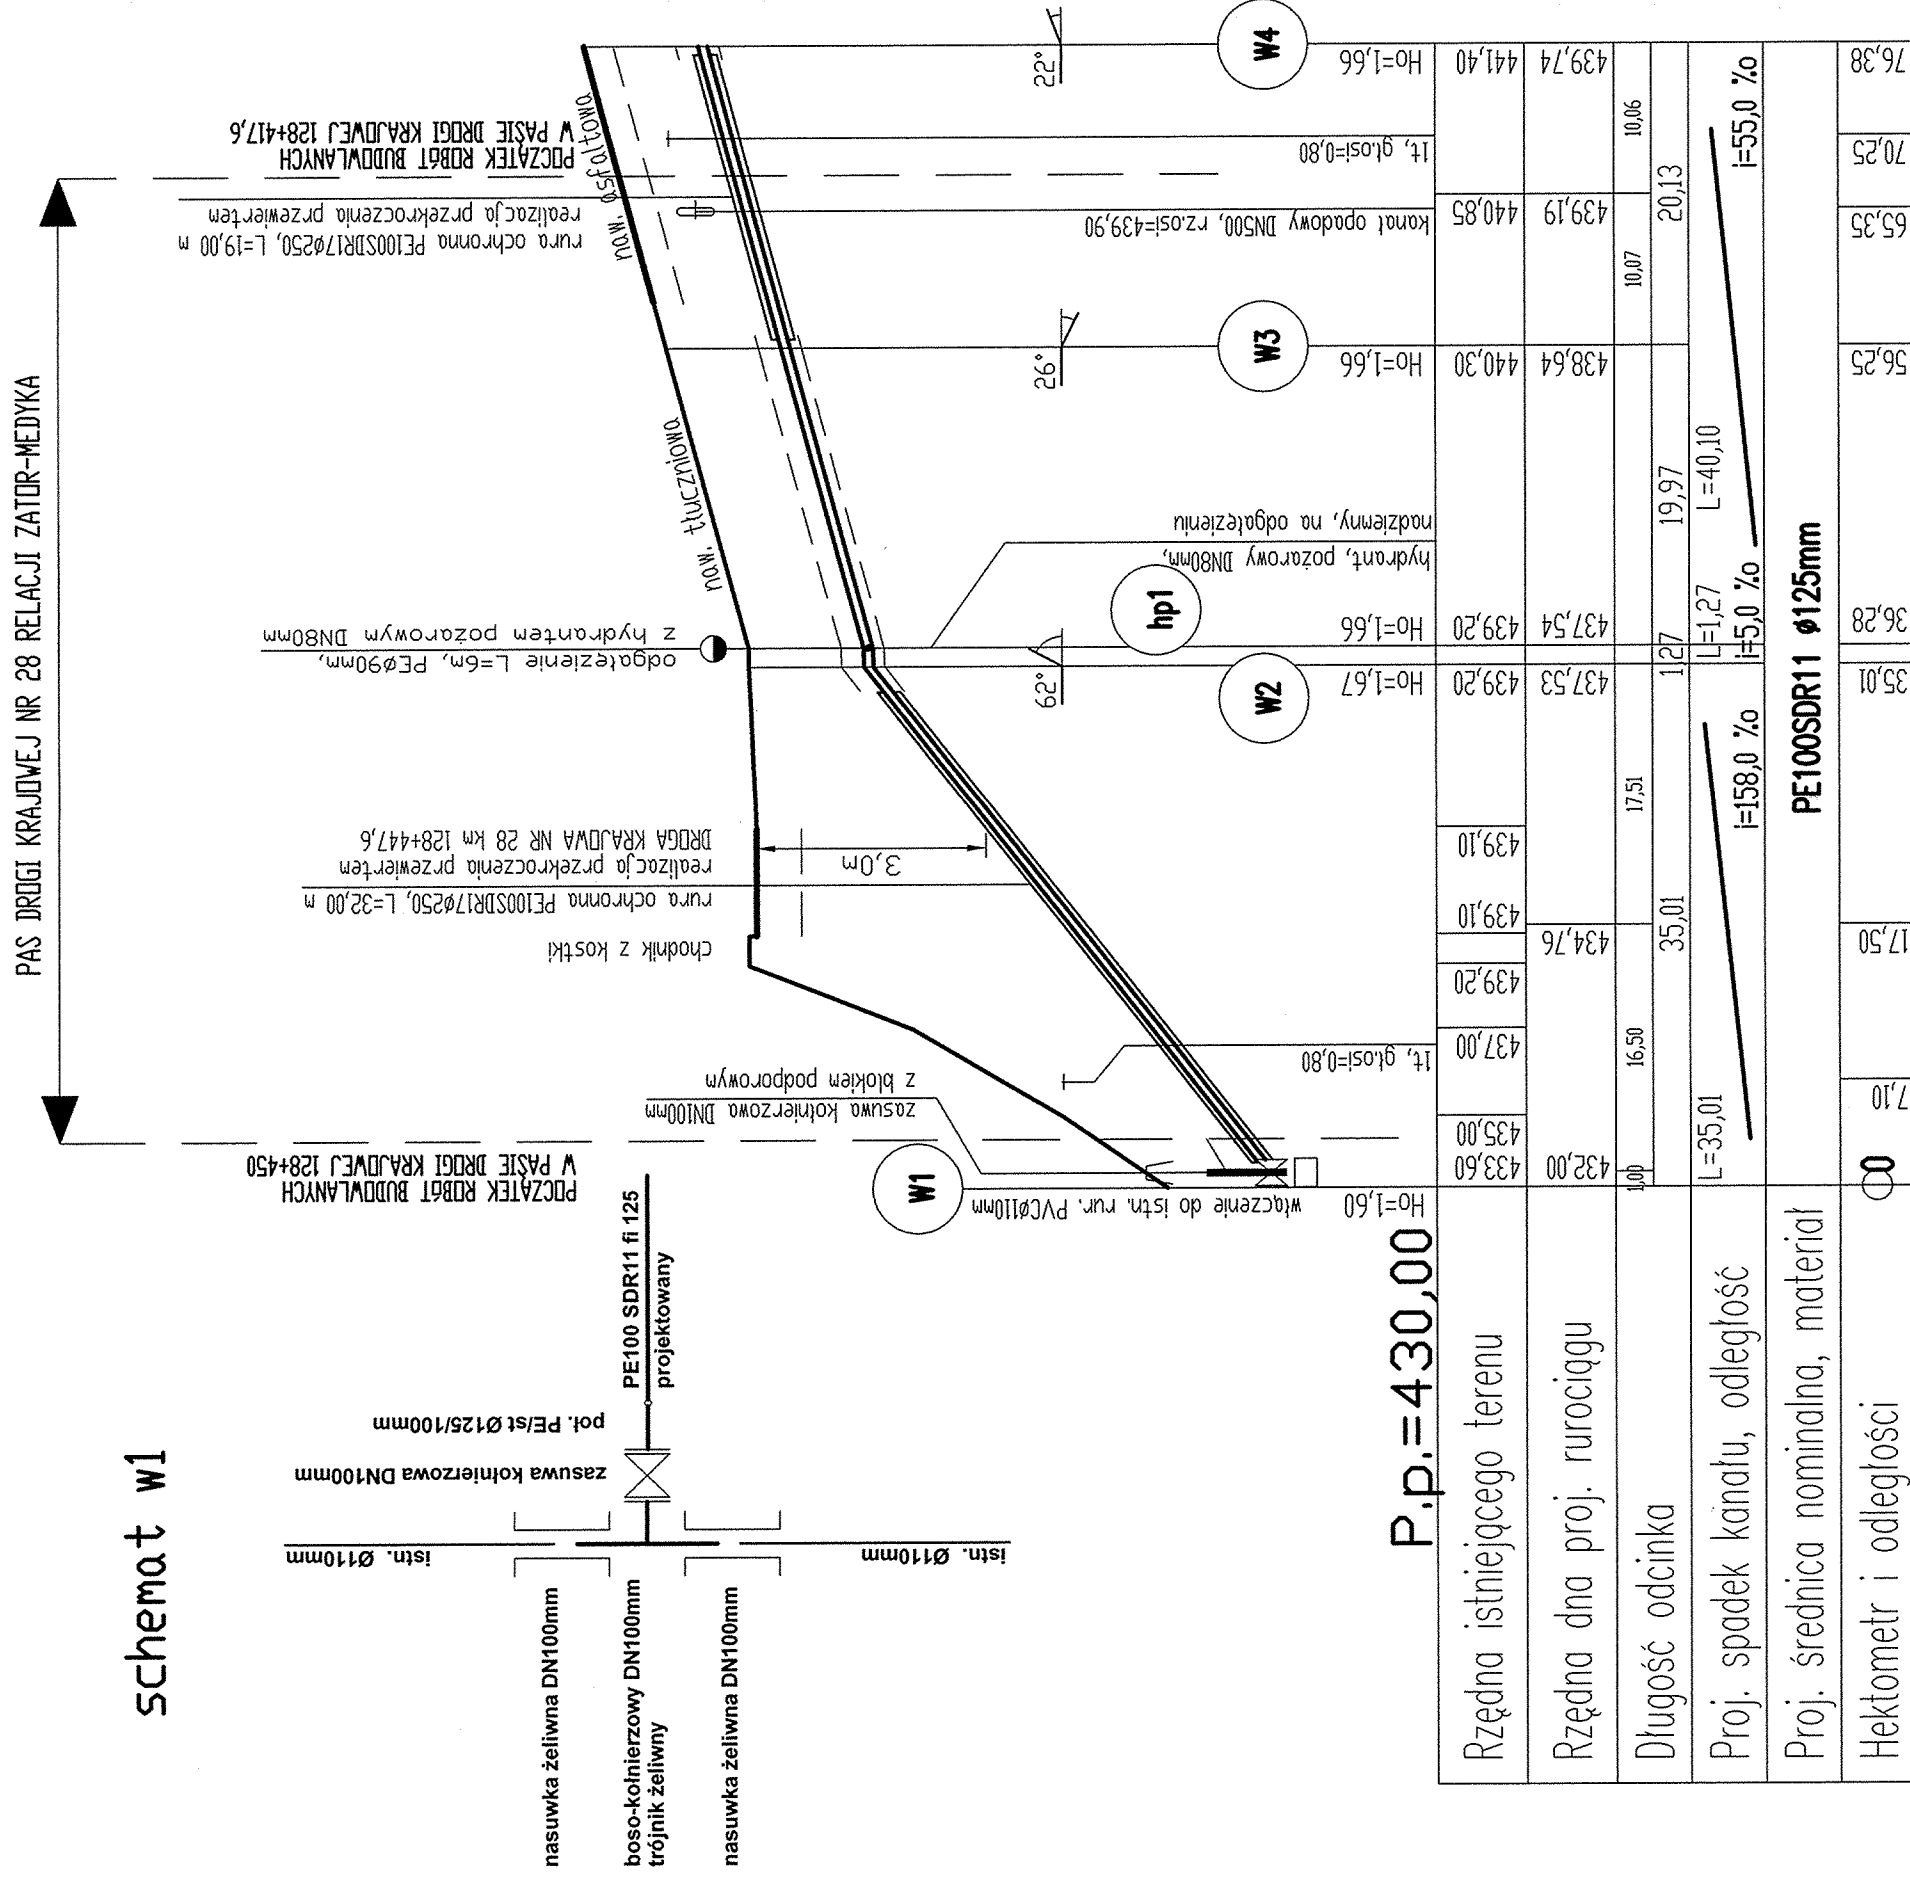 PAS DROGI KRAJOWEJ NR 28 RELACJI ZATOR-MEDYKA
schemat w1
nasuwka żeliwna DN100mm
boso-kołnierzowy DN100mm
trójnik żeliwny
nasuwka żeliwna DN100mm
istn. Ø110mm
istn. Ø110mm
zasuwa kołnierzowa DN100mm
poł. PE/st Ø125/100mm
PE100 SDR11 fi 125
projektowany
POCZĄTEK ROBÓT BUDOWLANYCH
W PASIE DROGI KRAJOWEJ 128+450
włączenie do istn. rur. PVCØ110mm
zasuwa kołnierzowa DN100mm
z blokiem podporowym
1t, gł.osi=0,80
chodnik z kostki
rura ochronna PE100SDR17Ø250, L=32,00 m
realizacja przekroczenia przewiertem
DROGA KRAJOWA NR 28 km 128+447,6
3,0m
odgałęzienie L=6m, PEØ90mm,
z hydrantem pożarowym DN80mm
naw. tłuczniowa
hydrant, pożarowy DN80mm,
nadziemny, na odgałęzieniu
rura ochronna PE100SDR17Ø250, L=19,00 m
realizacja przekroczenia przewiertem
naw. asfaltowa
kanał opadowy DN500, rz.osi=439,90
POCZĄTEK ROBÓT BUDOWLANYCH
W PASIE DROGI KRAJOWEJ 128+417,6
1t, gł.osi=0,80
62°
26°
22°
W1
W2
hp1
W3
W4
P.p.=430,00
Ho=1,60
Ho=1,67
Ho=1,66
Ho=1,66
Ho=1,66
Rzędna istniejącego terenu
433,60
435,00
437,00
439,20
439,10
439,10
439,20
439,20
440,30
440,85
441,40
Rzędna dna proj. rurociągu
432,00
434,76
437,53
437,54
438,64
439,19
439,74
Długość odcinka
1,00
16,50
17,51
10,07
10,06
35,01
1,27
19,97
20,13
Proj. spadek kanału, odległość
L=35,01
i=158,0 %o
L=1,27
i=5,0 %o
L=40,10
i=55,0 %o
Proj. średnica nominalna, materiał
PE100SDR11 ø125mm
Hektometr i odległości
0
7,10
17,50
35,01
36,28
56,25
65,35
70,25
76,38